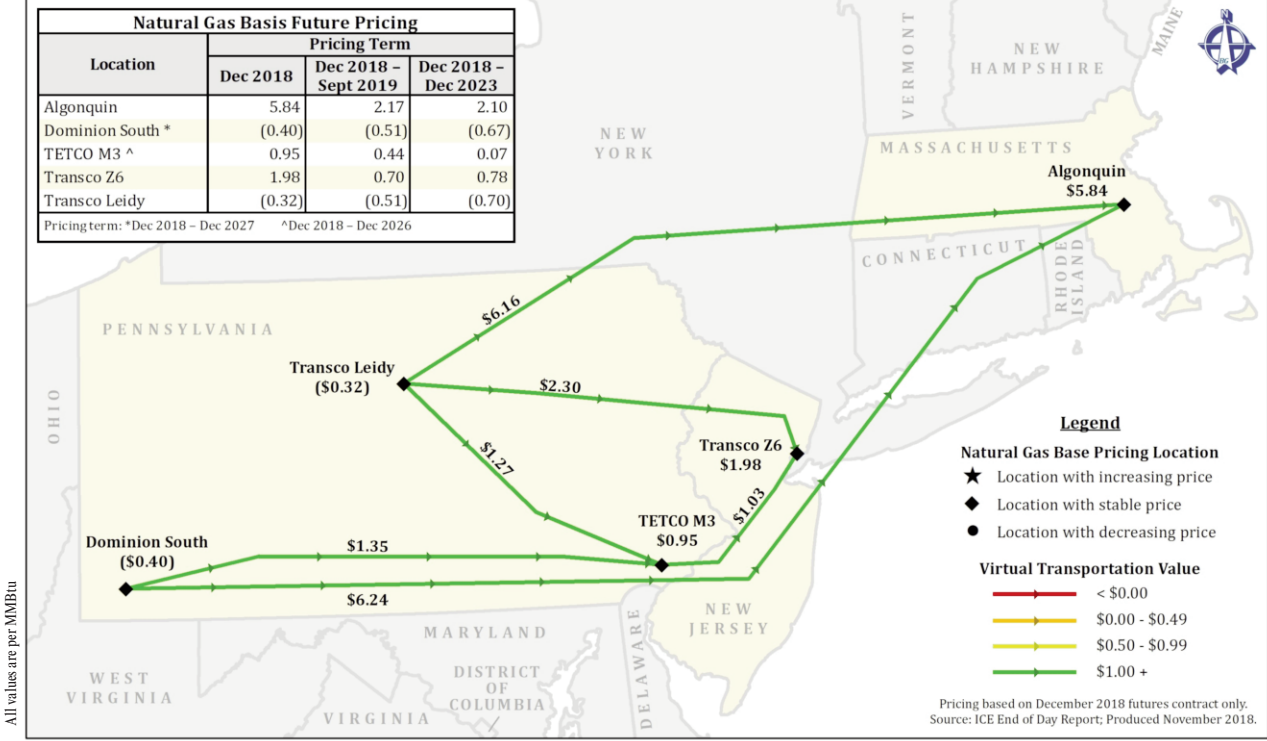 Natural Gas Basis Future Pricing
Location
Pricing Term
Dec 2018
Dec 2018 –
Sept 2019
Dec 2018 –
Dec 2023
Algonquin 5.84 2.17 2.10
Dominion South * (0.40) (0.51) (0.67)
TETCO M3 ^ 0.95 0.44 0.07
Transco Z6 1.98 0.70 0.78
Transco Leidy (0.32) (0.51) (0.70)
Pricing term: *Dec 2018 – Dec 2027 ^Dec 2018 – Dec 2026
VERMONT
NEW
HAMPSHIRE
MAINE
NEW
YORK
MASSACHUSETTS
Algonquin
$5.84
CONNECTICUT
RHODE
ISLAND
PENNSYLVANIA
$6.16
Transco Leidy
($0.32)
$2.30
OHIO
$1.27
Transco Z6
$1.98
$1.03
TETCO M3
$0.95
Dominion South
($0.40)
$1.35
$6.24
NEW
JERSEY
MARYLAND
DELAWARE
DISTRICT
OF
COLUMBIA
WEST
VIRGINIA
VIRGINIA
All values are per MMBtu
Legend
Natural Gas Base Pricing Location
Location with increasing price
Location with stable price
Location with decreasing price
Virtual Transportation Value
< $0.00
$0.00 - $0.49
$0.50 - $0.99
$1.00 +
Pricing based on December 2018 futures contract only.
Source: ICE End of Day Report; Produced November 2018.